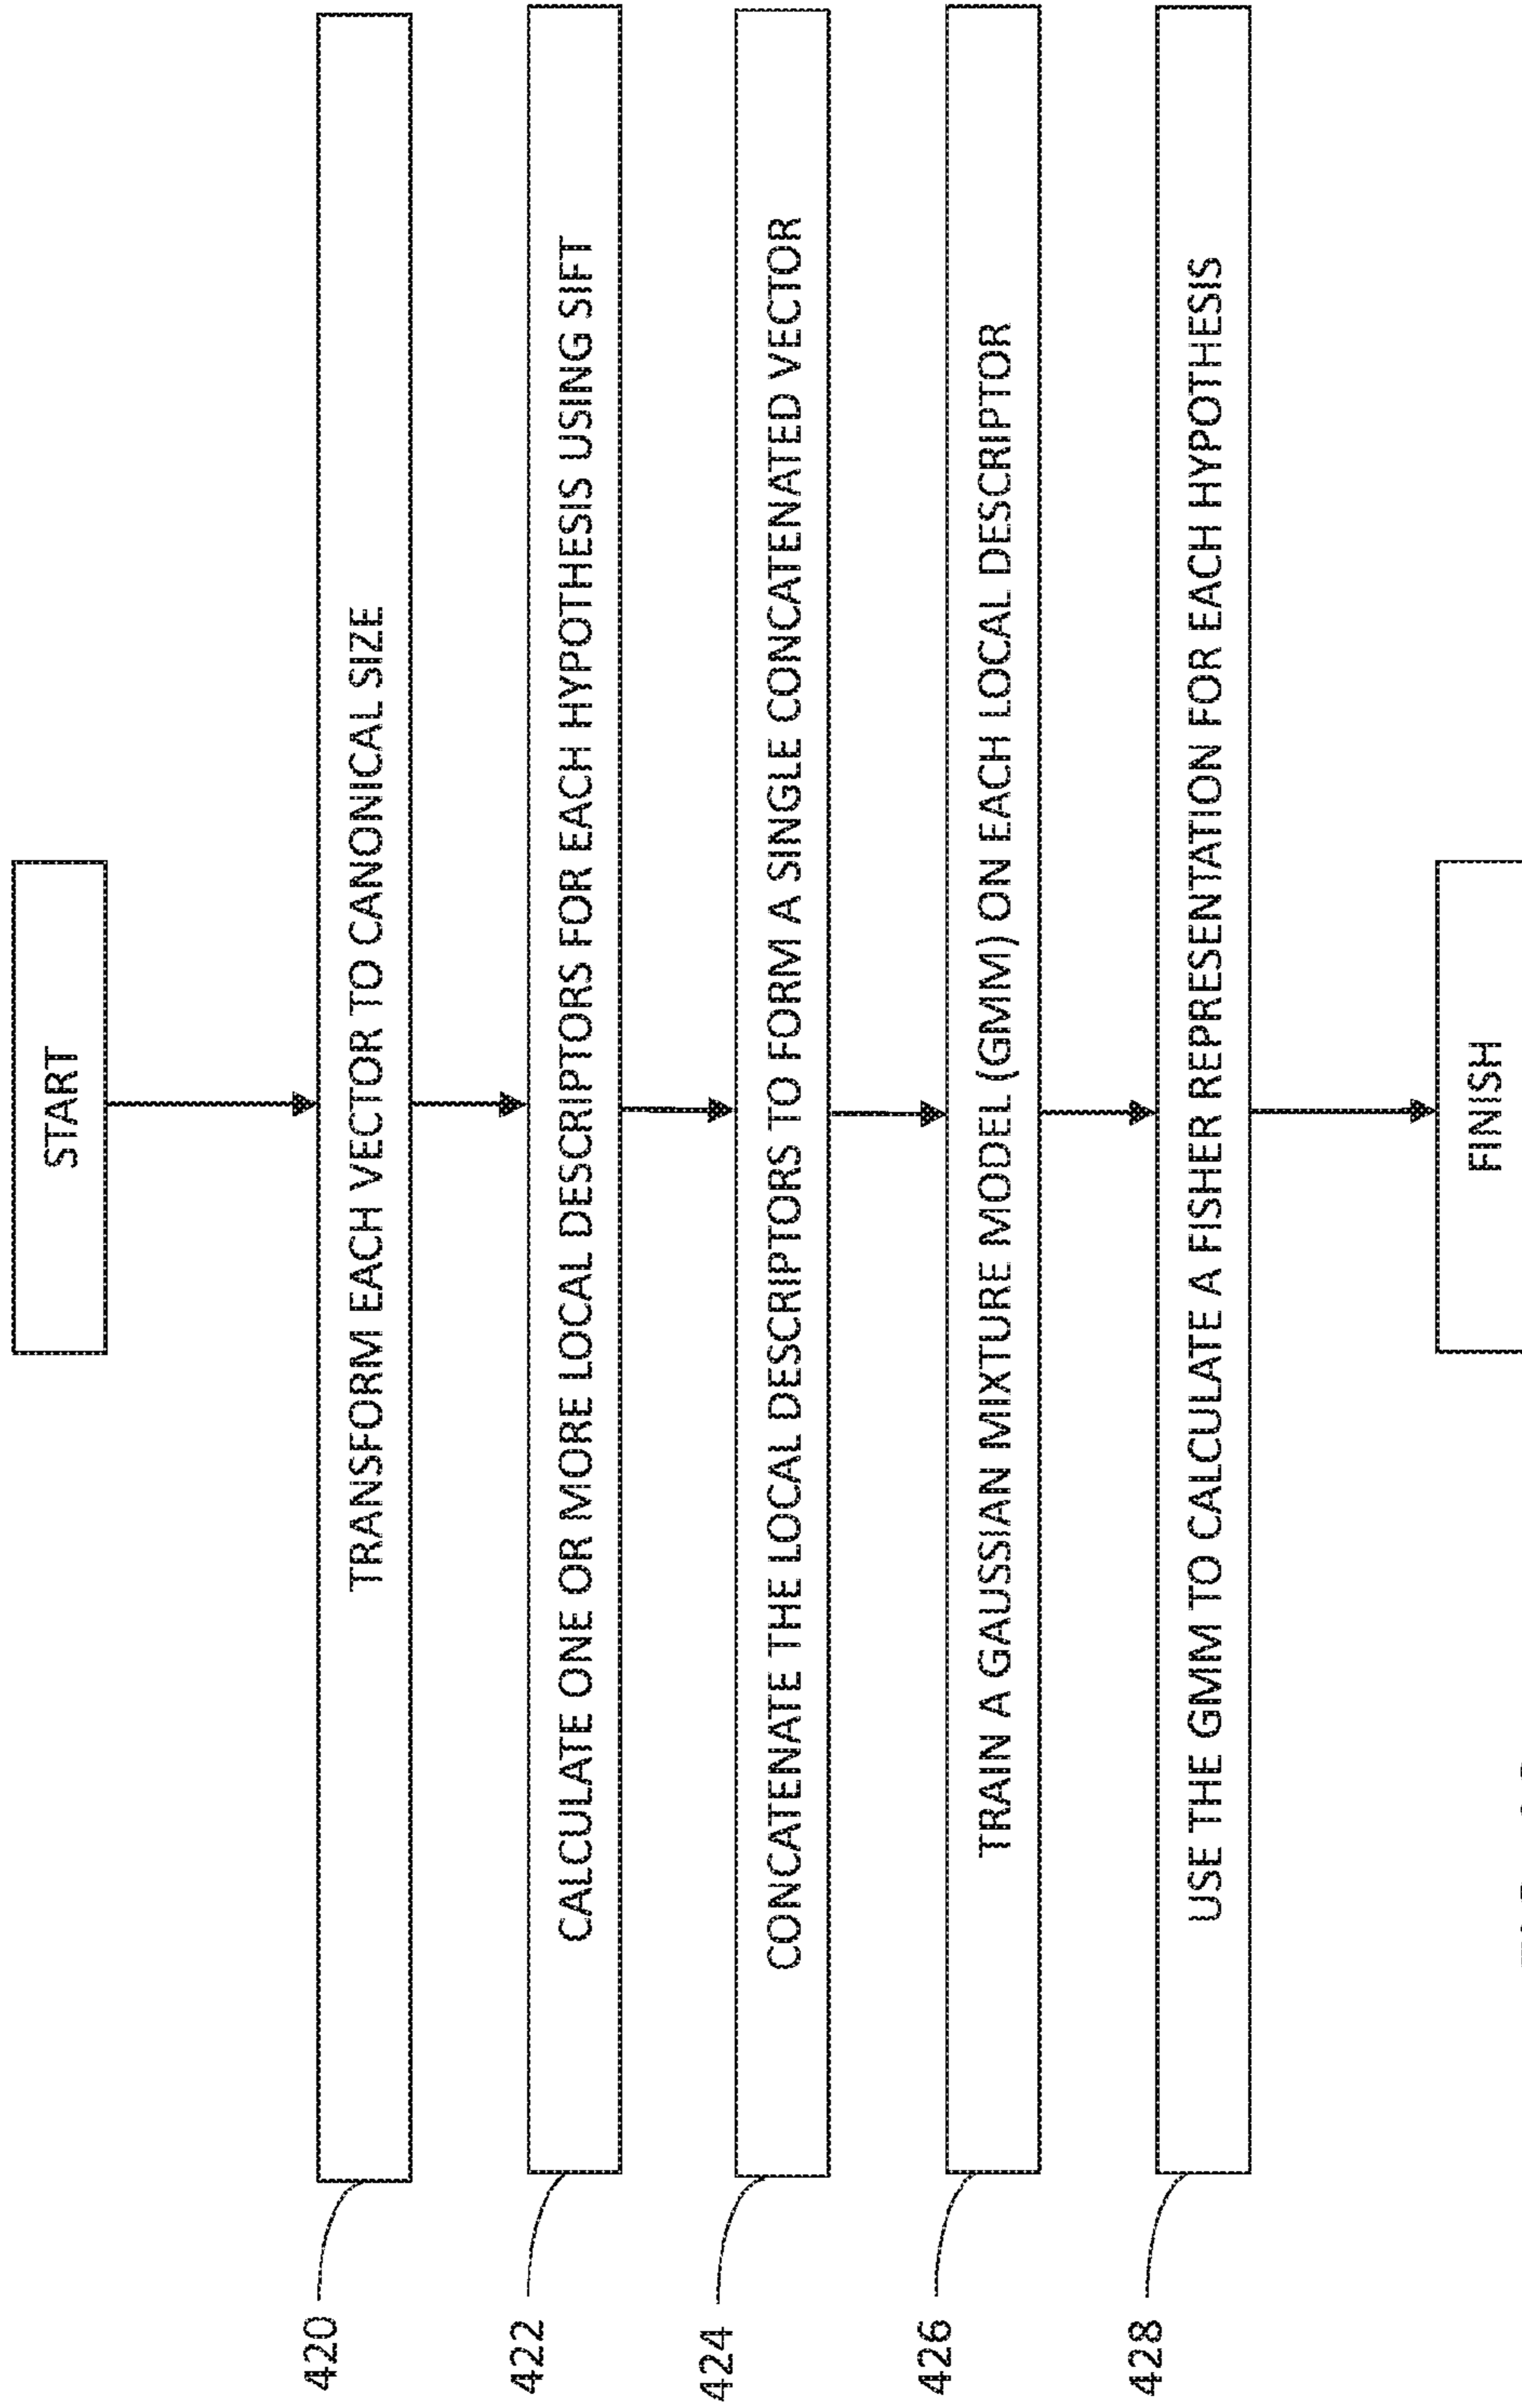 START
TRANSFORM EACH VECTOR TO CANONICAL SIZE
420
CALCULATE ONE OR MORE LOCAL DESCRIPTORS FOR EACH HYPOTHESIS USING SIFT
422
CONCATENATE THE LOCAL DESCRIPTORS TO FORM A SINGLE CONCATENATED VECTOR
424
TRAIN A GAUSSIAN MIXTURE MODEL (GMM) ON EACH LOCAL DESCRIPTOR
426
USE THE GMM TO CALCULATE A FISHER REPRESENTATION FOR EACH HYPOTHESIS
428
FINISH